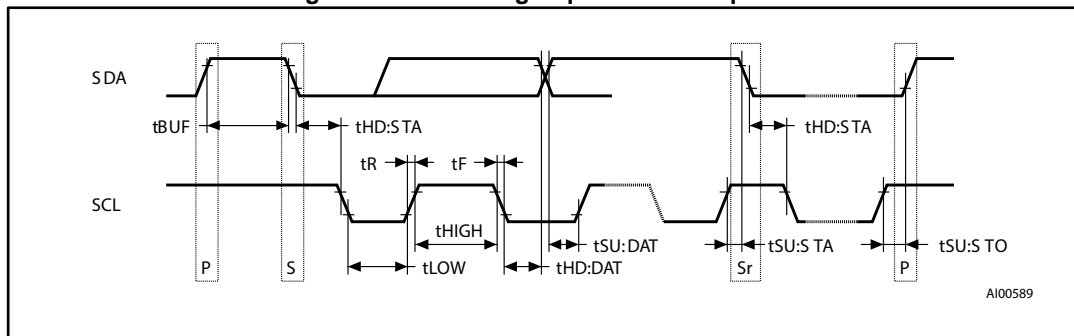 SDA
tBUF
tHD:STA
tHD:STA
tR
tF
SCL
tHIGH
tSU:DAT
tSU:STA
tSU:STO
tLOW
tHD:DAT
P
S
Sr
P
AI00589